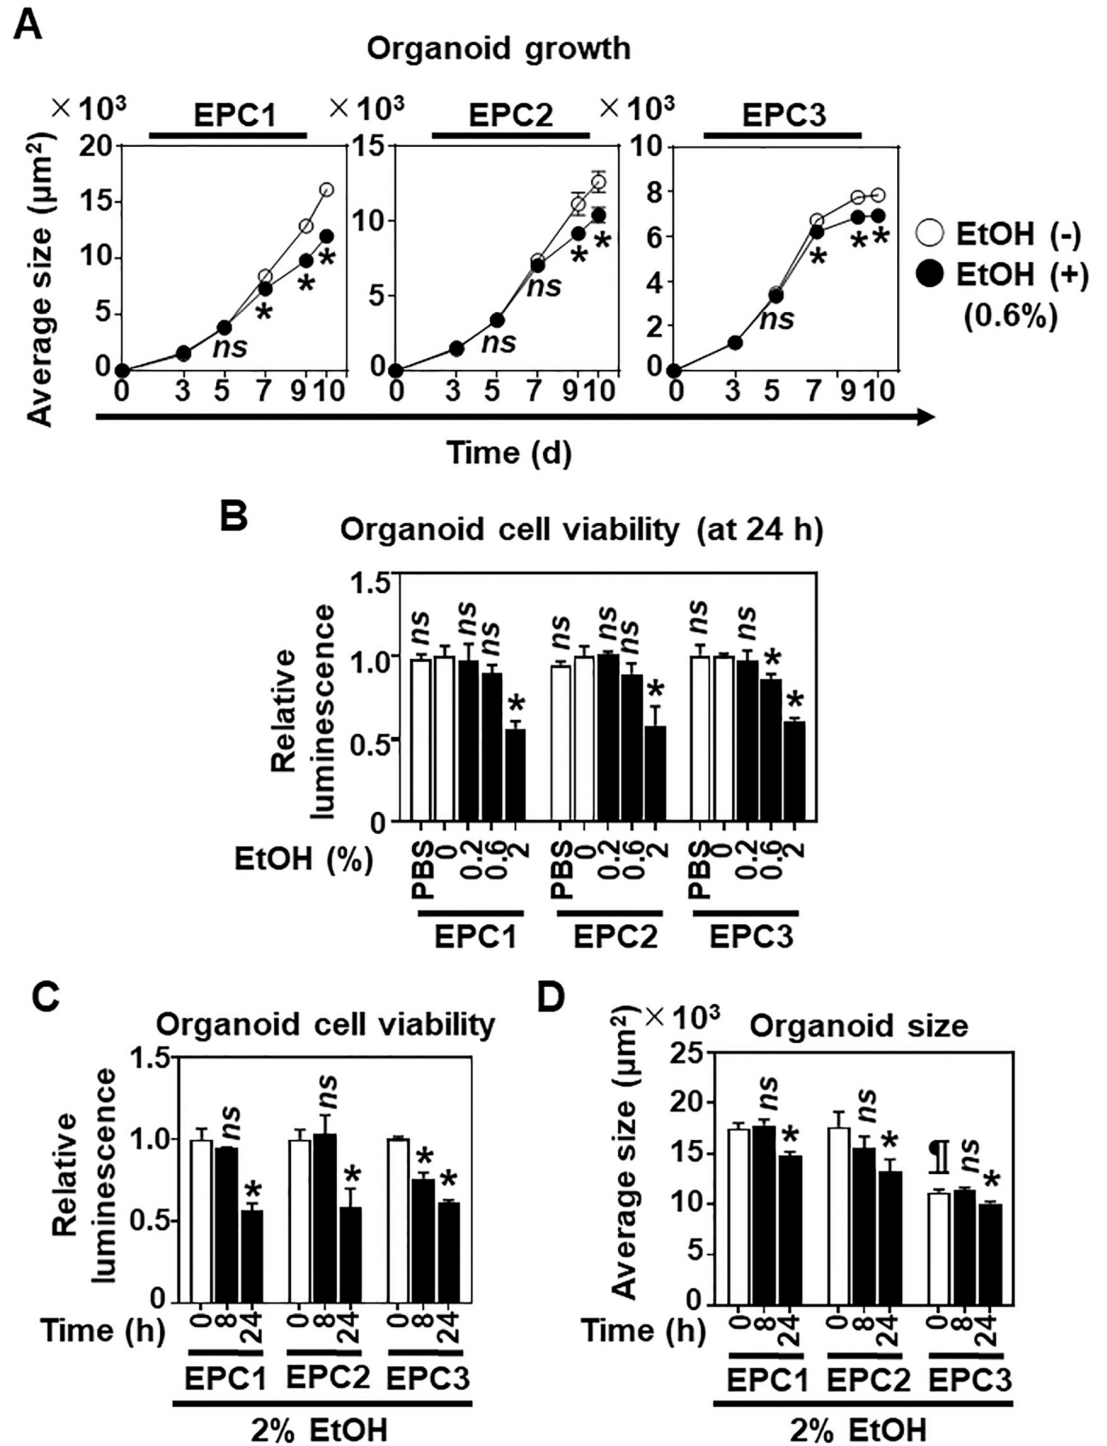 A
Organoid growth
×10³ EPC1 ×10³ EPC2 ×10³ EPC3
Average size (µm²)
20 15 10 5 0
15 10 5 0
10 8 6 4 2 0
ns * * *
ns ns * *
ns * * *
EtOH (-)
EtOH (+)
(0.6%)
0 3 5 7 9 10 0 3 5 7 9 10 0 3 5 7 9 10
Time (d)
B
Organoid cell viability (at 24 h)
Relative
luminescence
1.5
1.0
0.5
0
ns ns ns * ns ns ns * ns ns * *
EtOH (%) PBS 0 0.2 0.6 2 PBS 0 0.2 0.6 2 PBS 0 0.2 0.6 2
EPC1 EPC2 EPC3
C
Organoid cell viability
Relative
luminescence
1.5
1.0
0.5
0
ns * ns * * *
Time (h) 0 8 24 0 8 24 0 8 24
EPC1 EPC2 EPC3
2% EtOH
D
×10³ Organoid size
Average size (µm²)
25
20
15
10
5
0
ns * ns * ¶ ns *
Time (h) 0 8 24 0 8 24 0 8 24
EPC1 EPC2 EPC3
2% EtOH